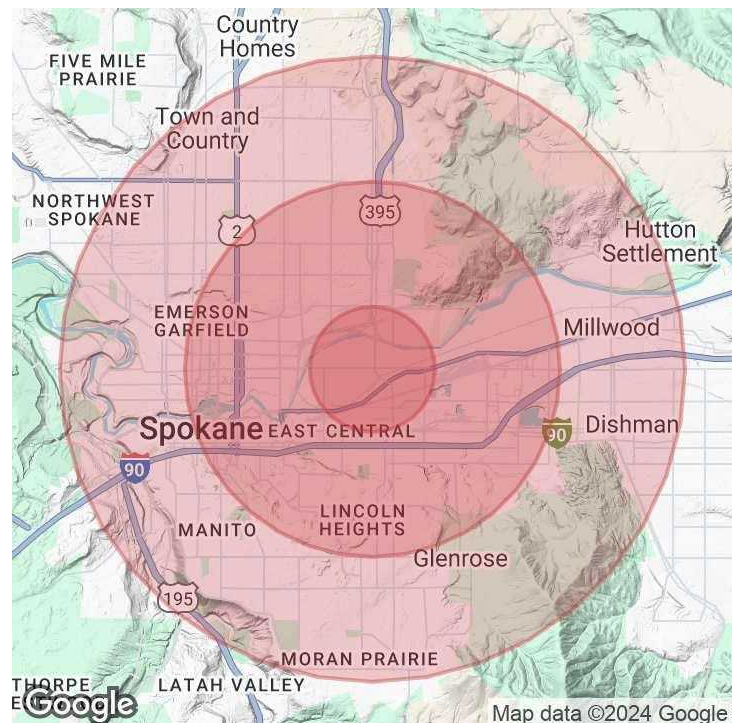 Country
Homes
FIVE MILE
PRAIRIE
Town and
Country
NORTHWEST
SPOKANE
395
2
Hutton
Settlement
EMERSON
GARFIELD
Millwood
Spokane
EAST CENTRAL
Dishman
90
90
LINCOLN
HEIGHTS
MANITO
Glenrose
195
MORAN PRAIRIE
THORPE
LATAH VALLEY
Google
Map data ©2024 Google